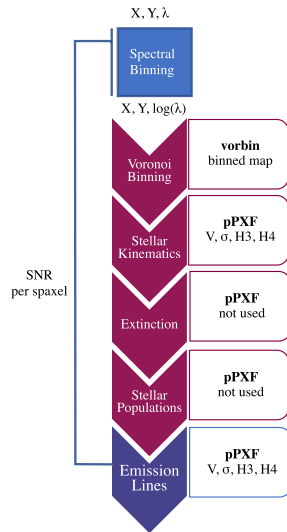 X, Y, λ
Spectral
Binning
X, Y, log(λ)
Voronoi
Binning
vorbin
binned map
Stellar
Kinematics
pPXF
V, σ, H3, H4
SNR
per spaxel
Extinction
pPXF
not used
Stellar
Populations
pPXF
not used
Emission
Lines
pPXF
V, σ, H3, H4